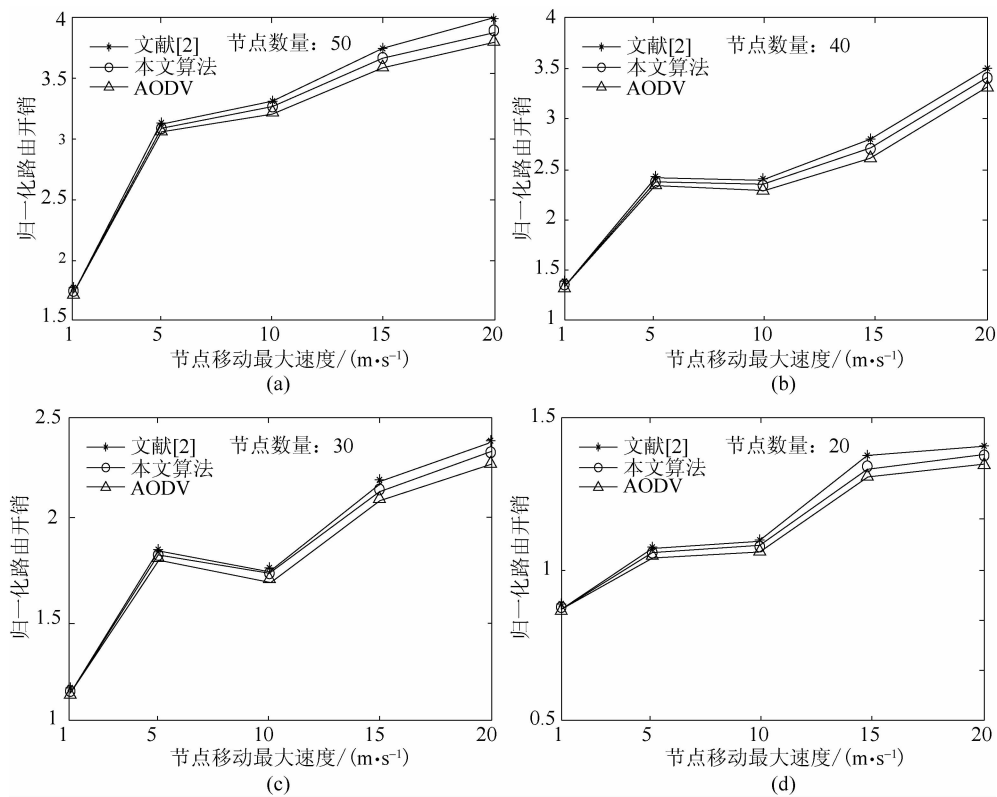 4
3.5
3
2.5
2
1.5
归一化路由开销
文献[2]
本文算法
AODV
节点数量：50
1
5
10
15
20
节点移动最大速度/(m·s⁻¹)
(a)
4
3.5
3
2.5
2
1.5
1
归一化路由开销
文献[2]
本文算法
AODV
节点数量：40
1
5
10
15
20
节点移动最大速度/(m·s⁻¹)
(b)
2.5
2
1.5
1
归一化路由开销
文献[2]
本文算法
AODV
节点数量：30
1
5
10
15
20
节点移动最大速度/(m·s⁻¹)
(c)
1.5
1
0.5
归一化路由开销
文献[2]
本文算法
AODV
节点数量：20
1
5
10
15
20
节点移动最大速度/(m·s⁻¹)
(d)